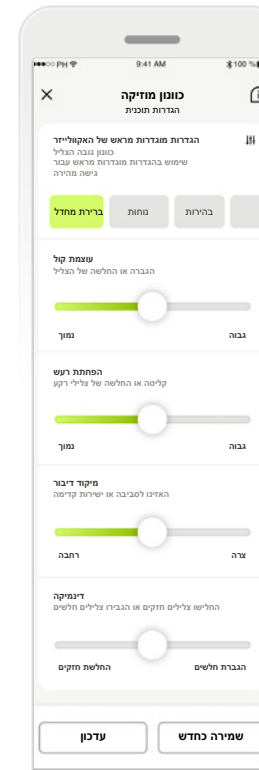 PH
9:41 AM
100 %
כוונון מוזיקה
הגדרות תוכנית
הגדרות מוגדרות מראש של האקוולייזר
כוונון גובה הצליל
שימוש בהגדרות מוגדרות מראש עבור
גישה מהירה
ברירת מחדל
נוחות
בהירות
עוצמת קול
הגברה או החלשה של הצליל
נמוך
גבוה
הפחתת רעש
קליטה או החלשה של צלילי רקע
נמוך
גבוה
מיקוד דיבור
האזינו לסביבה או ישירות קדימה
רחבה
צרה
דינמיקה
החלישו צלילים חזקים או הגבירו צלילים חלשים
החלשת חזקים
הגברת חלשים
עדכון
שמירה כחדש